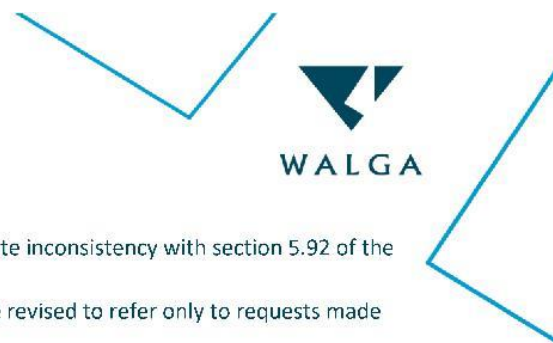 WALGA
te inconsistency with section 5.92 of the
revised to refer only to requests made